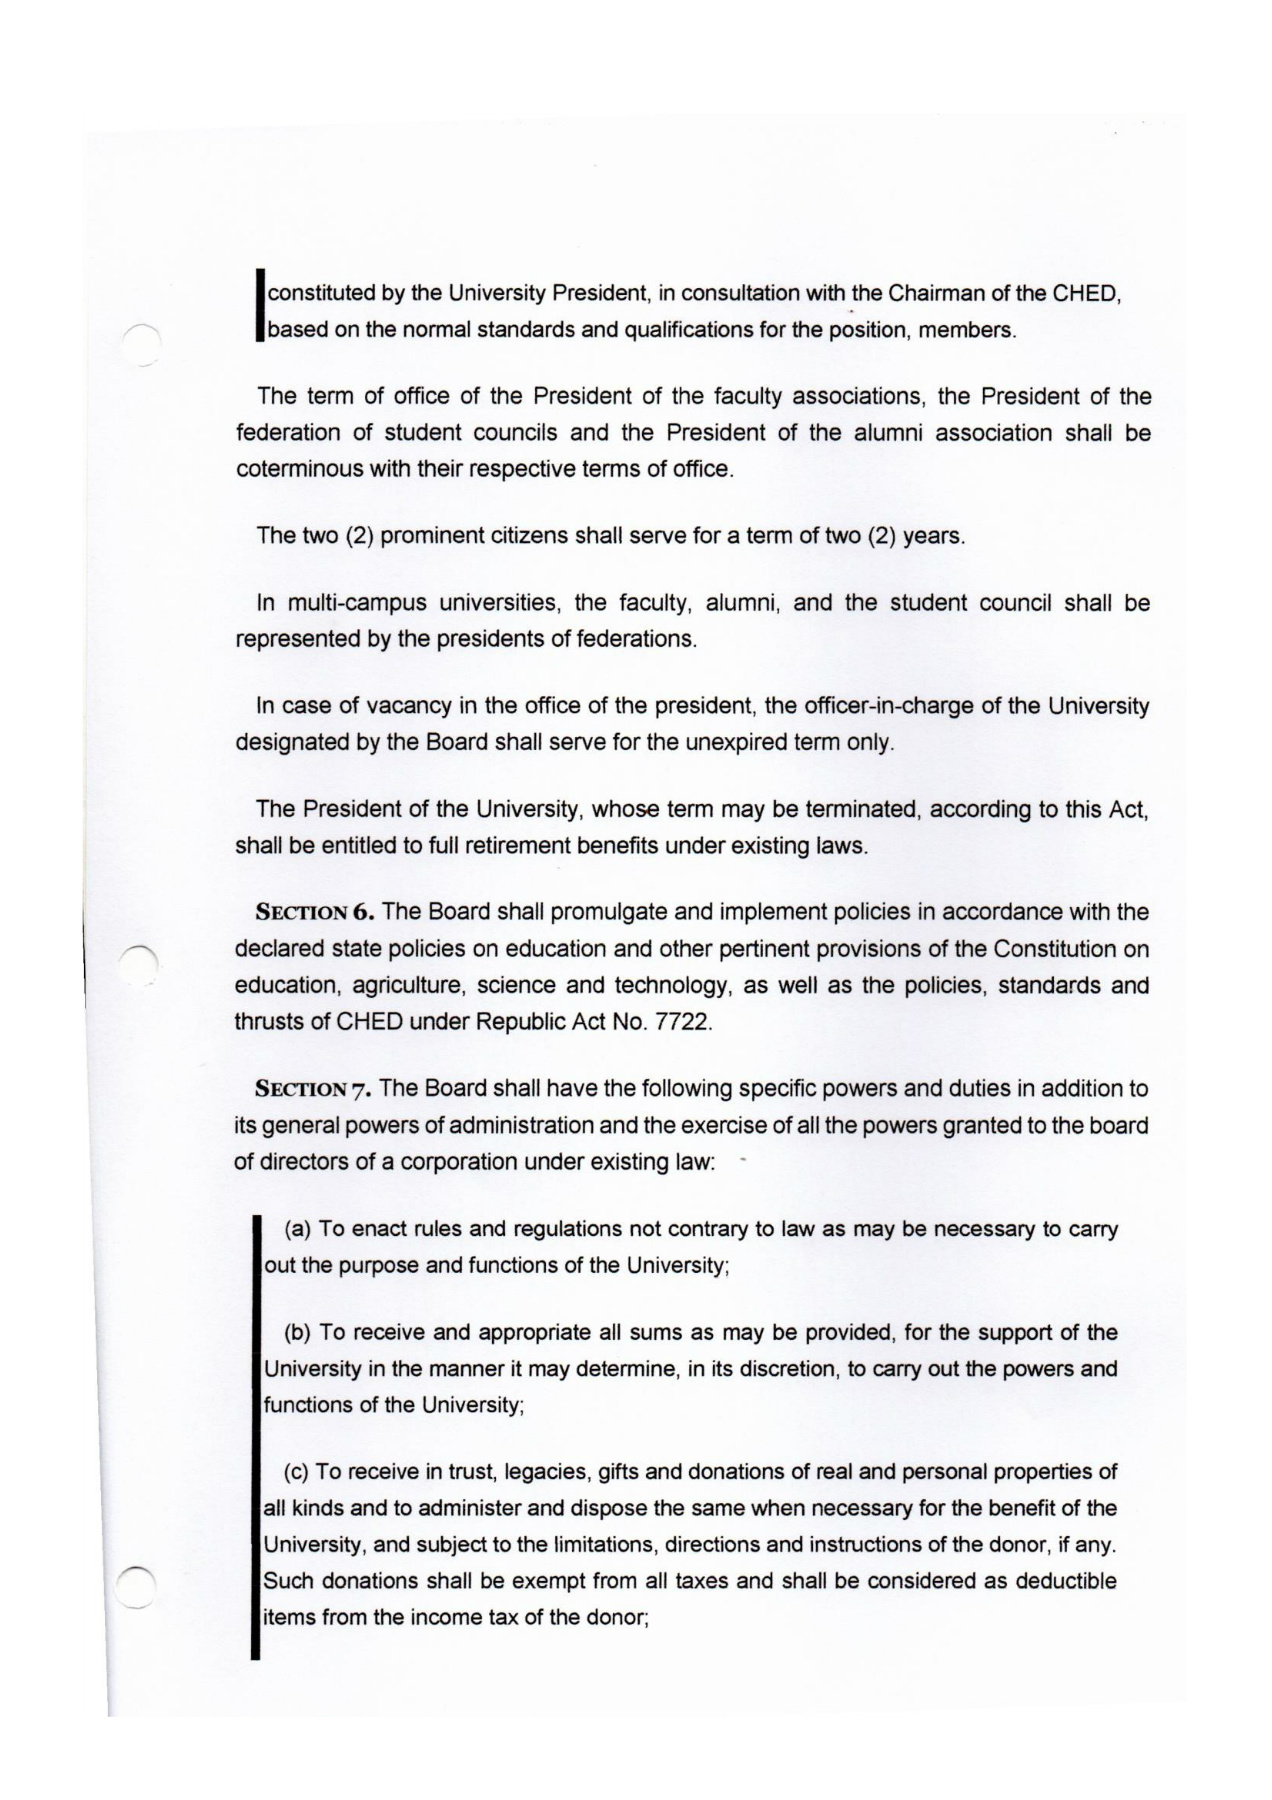 constituted by the University President, in consultation with the Chairman of the CHED,
based on the normal standards and qualifications for the position, members.
The term of office of the President of the faculty associations, the President of the
federation of student councils and the President of the alumni association shall be
coterminous with their respective terms of office.
The two (2) prominent citizens shall serve for a term of two (2) years.
In multi-campus universities, the faculty, alumni, and the student council shall be
represented by the presidents of federations.
In case of vacancy in the office of the president, the officer-in-charge of the University
designated by the Board shall serve for the unexpired term only.
The President of the University, whose term may be terminated, according to this Act,
shall be entitled to full retirement benefits under existing laws.
SECTION 6. The Board shall promulgate and implement policies in accordance with the
declared state policies on education and other pertinent provisions of the Constitution on
education, agriculture, science and technology, as well as the policies, standards and
thrusts of CHED under Republic Act No. 7722.
SECTION 7. The Board shall have the following specific powers and duties in addition to
its general powers of administration and the exercise of all the powers granted to the board
of directors of a corporation under existing law:
(a) To enact rules and regulations not contrary to law as may be necessary to carry
out the purpose and functions of the University;
(b) To receive and appropriate all sums as may be provided, for the support of the
University in the manner it may determine, in its discretion, to carry out the powers and
functions of the University;
(c) To receive in trust, legacies, gifts and donations of real and personal properties of
all kinds and to administer and dispose the same when necessary for the benefit of the
University, and subject to the limitations, directions and instructions of the donor, if any.
Such donations shall be exempt from all taxes and shall be considered as deductible
items from the income tax of the donor;